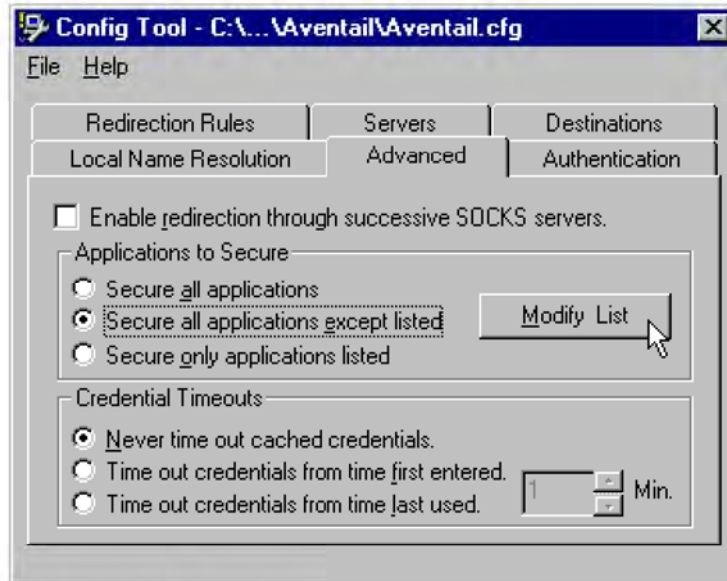 Config Tool - C:\...\Aventail\Aventail.cfg
File Help
Redirection Rules Servers Destinations
Local Name Resolution Advanced Authentication
Enable redirection through successive SOCKS servers.
Applications to Secure
Secure all applications
Secure all applications except listed
Modify List
Secure only applications listed
Credential Timeouts
Never time out cached credentials.
Time out credentials from time first entered.
1 Min.
Time out credentials from time last used.